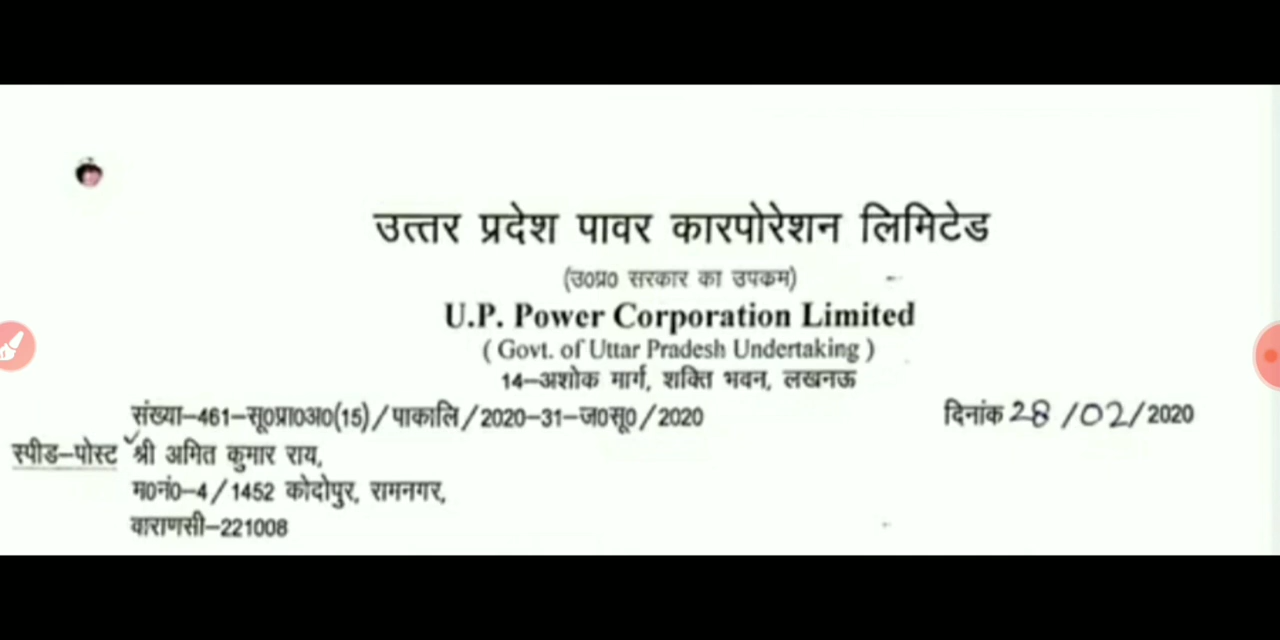 उत्तर प्रदेश पावर कारपोरेशन लिमिटेड
(उ0प्र0 सरकार का उपकम)
U.P. Power Corporation Limited
( Govt. of Uttar Pradesh Undertaking )
14-अशोक मार्ग, शक्ति भवन, लखनऊ
संख्या-461-सू0प्रा0अ0(15)/पाकालि/2020-31-ज0सू0/2020 दिनांक 28/02/2020
स्पीड-पोस्ट श्री अमित कुमार राय,
म0नं0-4/1452 कोदोपुर, रामनगर,
वाराणसी-221008